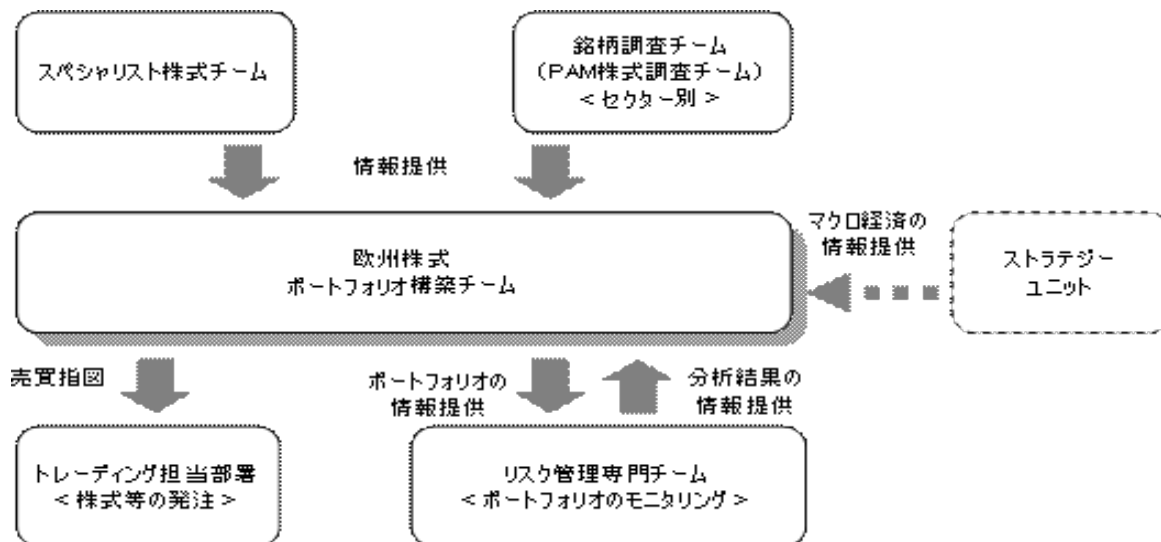 スペシャリスト株式チーム
銘柄調査チーム
（PAM株式調査チーム）
＜セクター別＞
情報提供
欧州株式
ポートフォリオ構築チーム
マクロ経済の
情報提供
ストラテジー
ユニット
売買指図
ポートフォリオの
情報提供
分析結果の
情報提供
トレーディング担当部署
＜株式等の発注＞
リスク管理専門チーム
＜ポートフォリオのモニタリング＞